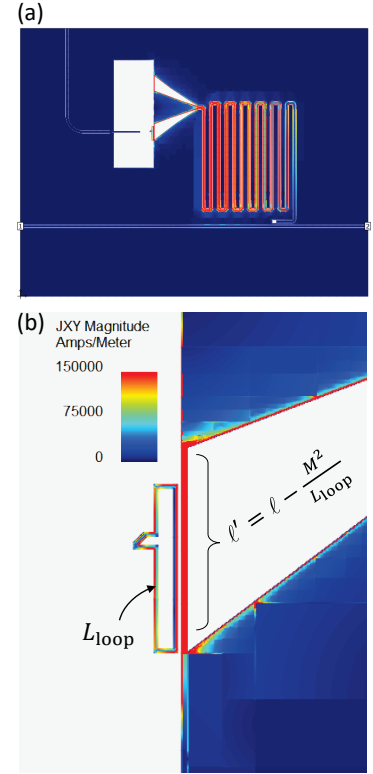 (a)
1
2
(b)
JXY Magnitude
Amps/Meter
150000
75000
0
ℓ′ = ℓ − M²/L_loop
L_loop